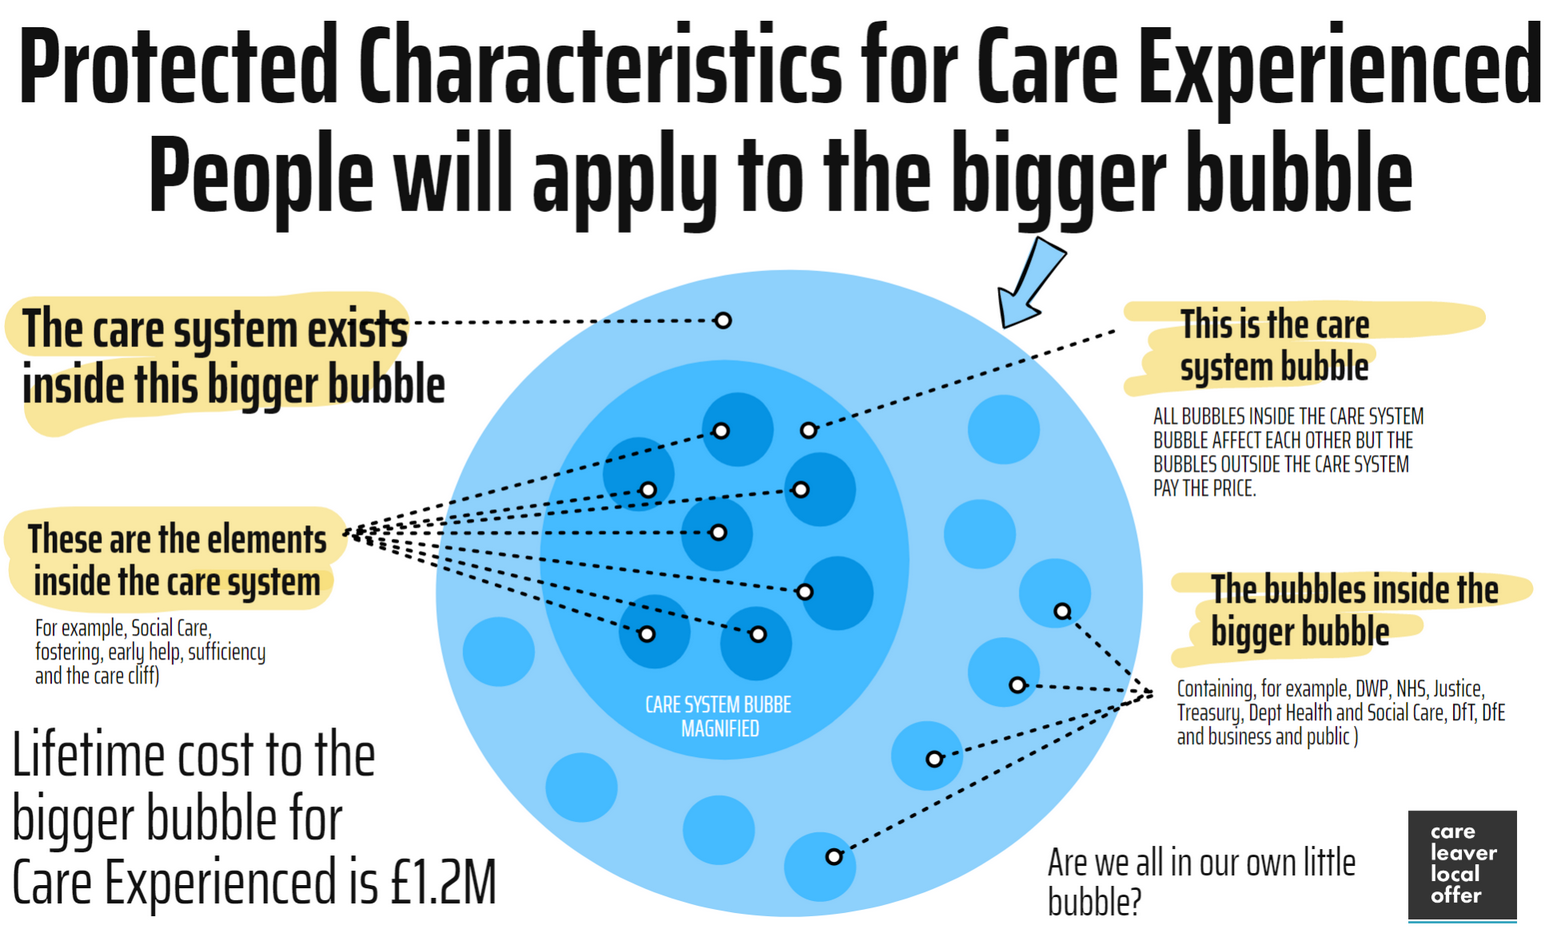 Protected Characteristics for Care Experienced
People will apply to the bigger bubble
The care system exists
inside this bigger bubble
This is the care
system bubble
ALL BUBBLES INSIDE THE CARE SYSTEM
BUBBLE AFFECT EACH OTHER BUT THE
BUBBLES OUTSIDE THE CARE SYSTEM
PAY THE PRICE.
These are the elements
inside the care system
For example, Social Care,
fostering, early help, sufficiency
and the care cliff)
The bubbles inside the
bigger bubble
Containing, for example, DWP, NHS, Justice,
Treasury, Dept Health and Social Care, DfT, DfE
and business and public )
CARE SYSTEM BUBBE
MAGNIFIED
Lifetime cost to the
bigger bubble for
Care Experienced is £1.2M
Are we all in our own little
bubble?
care
leaver
local
offer